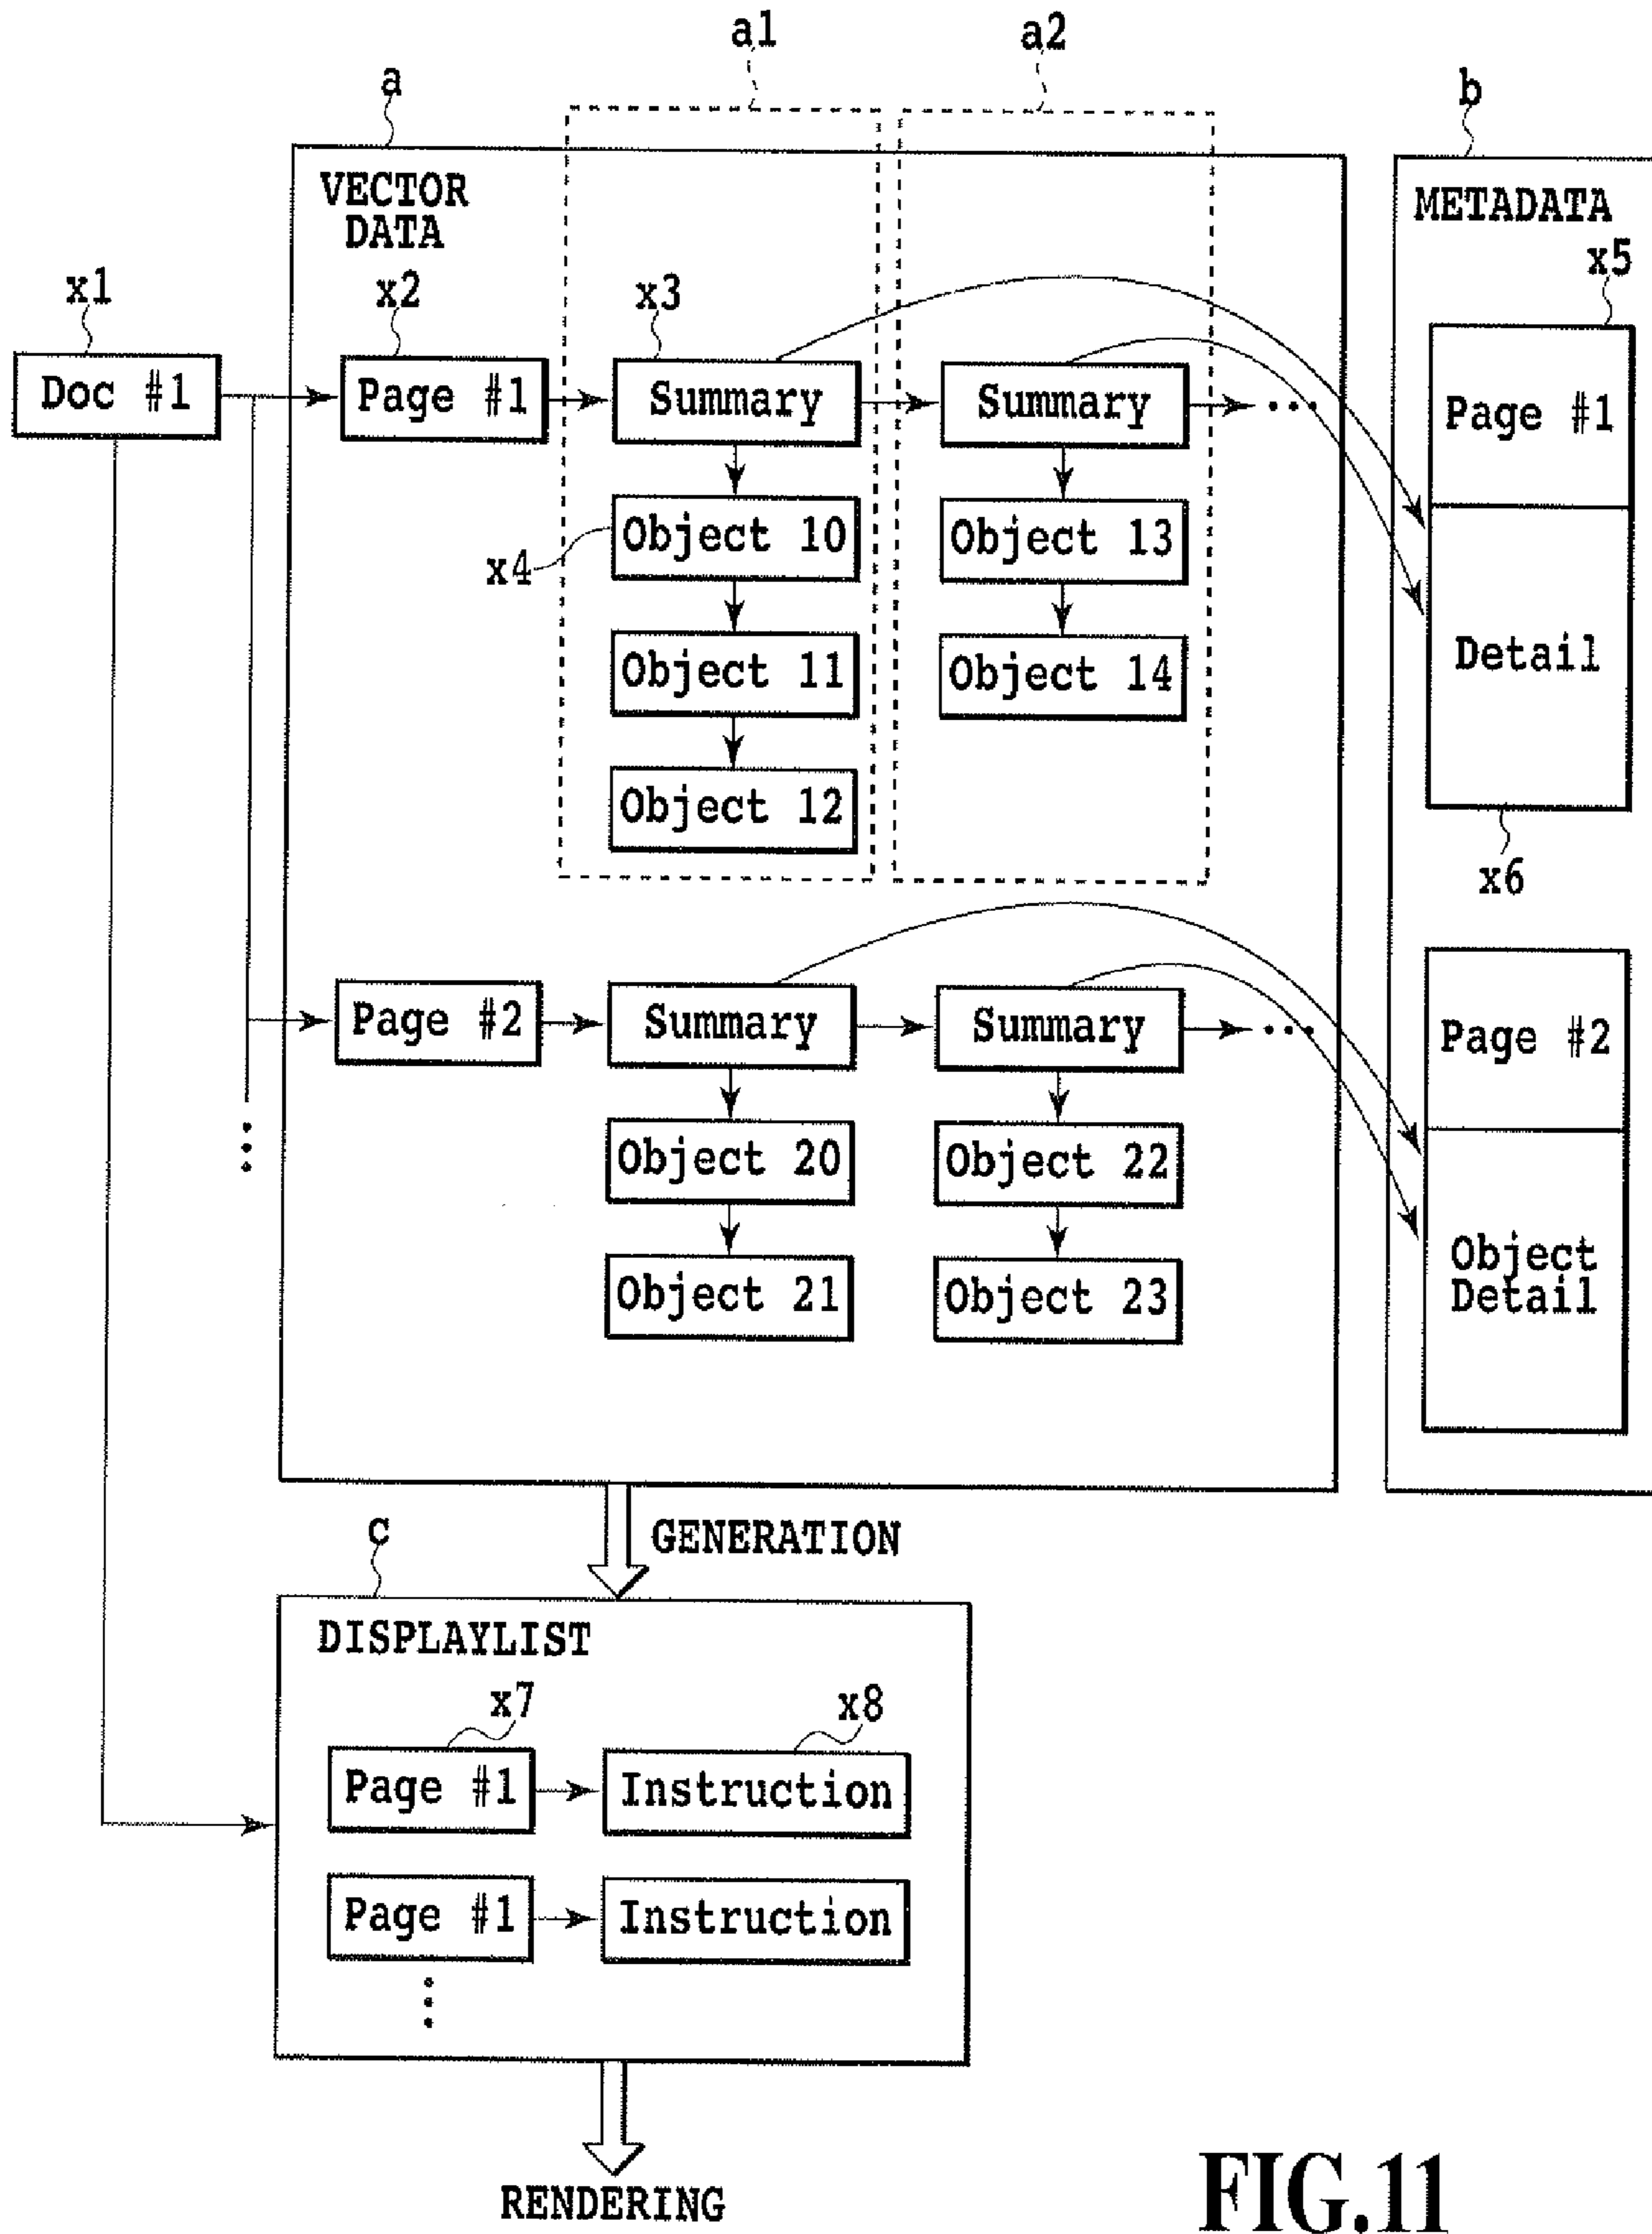 a1
a2
a
b
VECTOR
DATA
METADATA
x1
x2
x3
x5
Doc #1
Page #1
Summary
Summary
...
Page #1
x4
Object 10
Object 13
Object 11
Object 14
Detail
Object 12
x6
Page #2
Summary
Summary
...
Page #2
...
Object 20
Object 22
Object 21
Object 23
Object
Detail
GENERATION
c
DISPLAYLIST
x7
x8
Page #1
Instruction
Page #1
Instruction
...
RENDERING
FIG.11